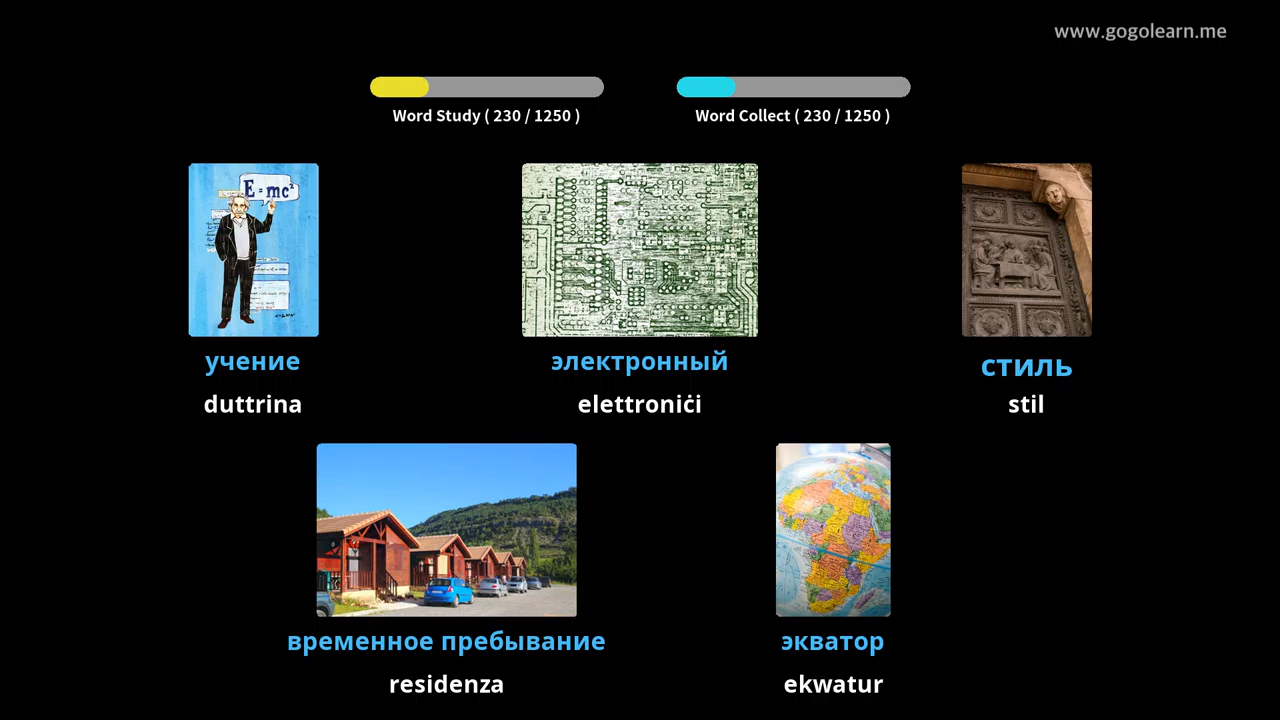 www.gogolearn.me
Word Study ( 230 / 1250 )
Word Collect ( 230 / 1250 )
E = mc²
учение
duttrina
электронный
elettroniċi
стиль
stil
временное пребывание
residenza
экватор
ekwatur